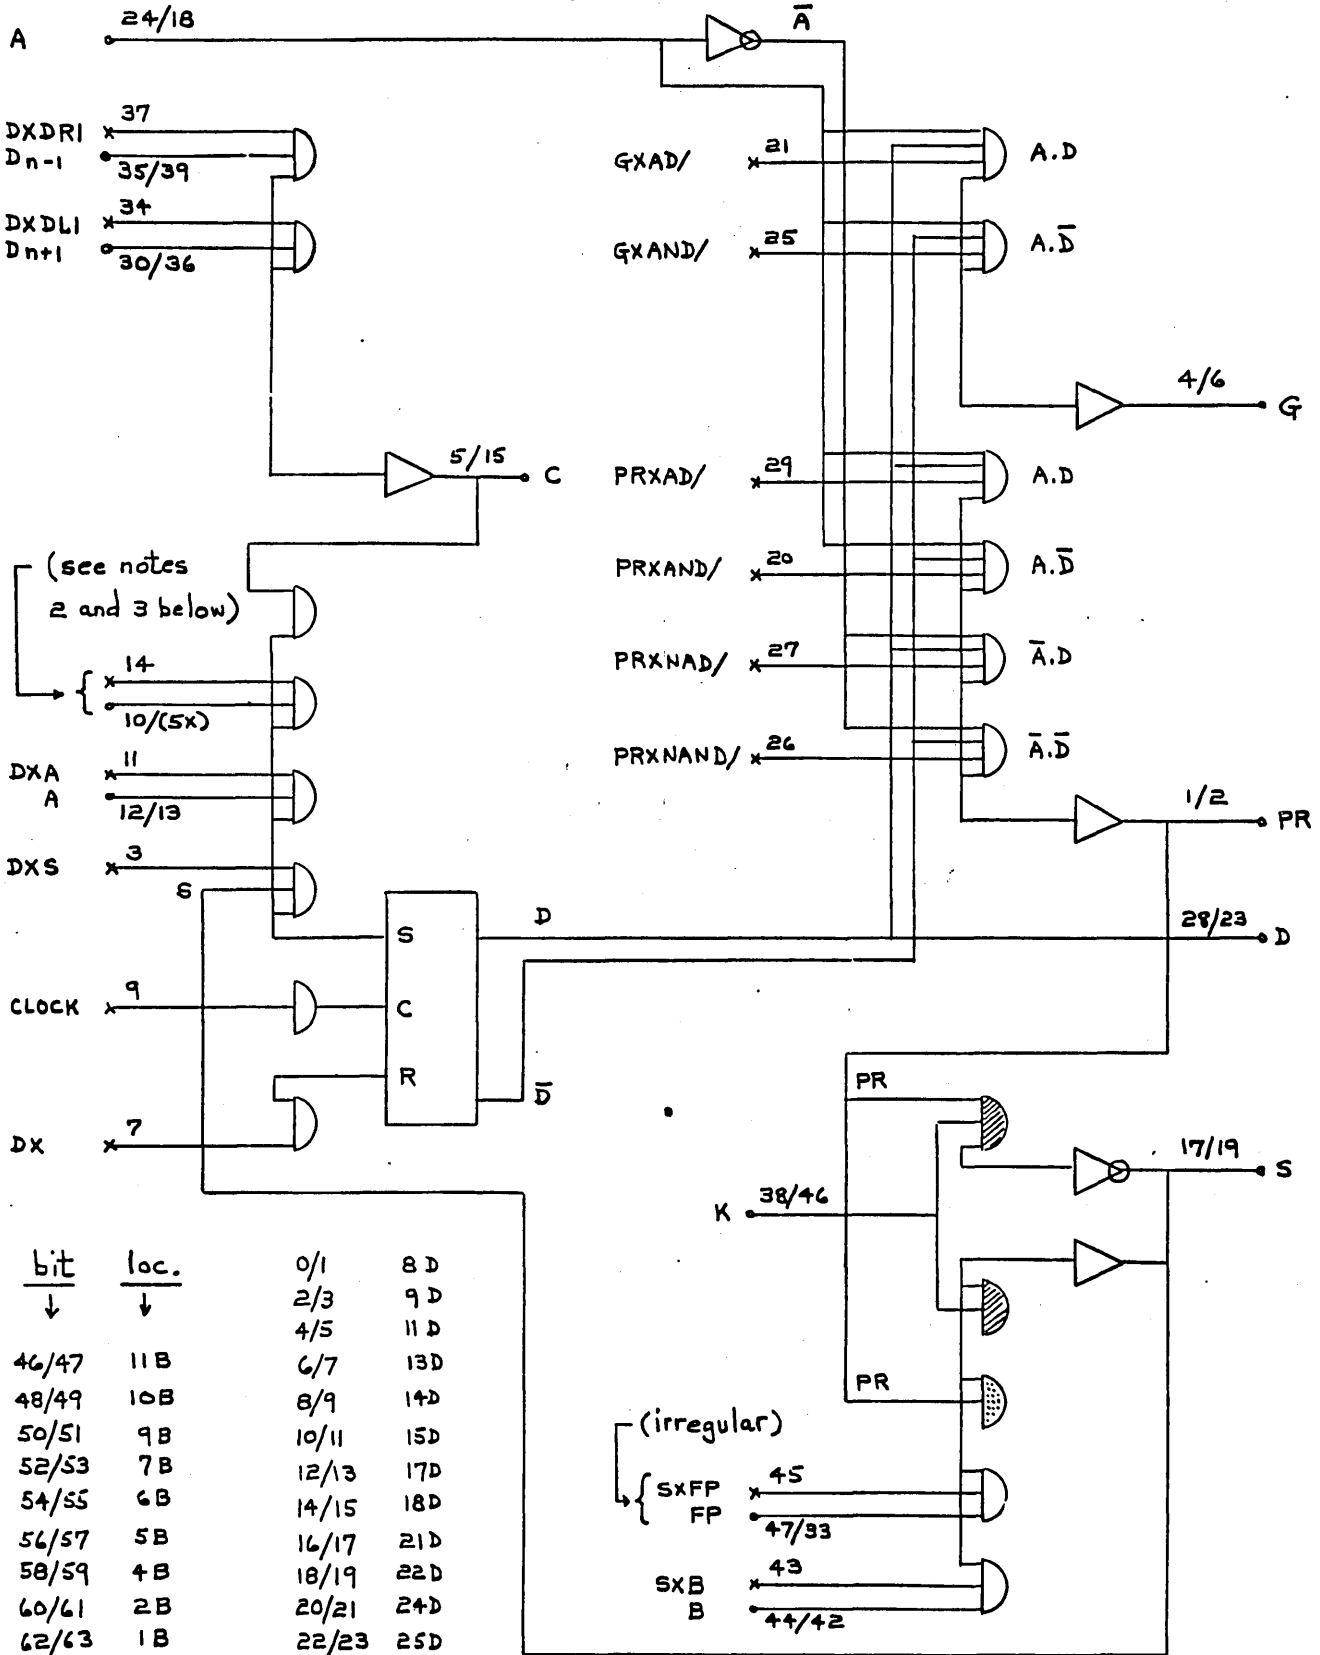 24/18
A
A̅
37
DXDR1
Dn-1
35/39
34
DXDL1
Dn+1
30/36
GXAD/
21
A.D
GXAND/
25
A.D̅
4/6
G
5/15
C
PRXAD/
29
A.D
(see notes
2 and 3 below)
PRXAND/
20
A.D̅
14
10/(5x)
PRXNAD/
27
A̅.D
DXA
11
A
12/13
PRXNAND/
26
A̅.D̅
1/2
PR
DXS
3
S
S
D
28/23
D
CLOCK
9
C
R
D̅
DX
7
PR
17/19
S
K
38/46
PR
(irregular)
SXFP
45
FP
47/33
SXB
43
B
44/42
bit loc.
46/47 11B
48/49 10B
50/51 9B
52/53 7B
54/55 6B
56/57 5B
58/59 4B
60/61 2B
62/63 1B
0/1 8D
2/3 9D
4/5 11D
6/7 13D
8/9 14D
10/11 15D
12/13 17D
14/15 18D
16/17 21D
18/19 22D
20/21 24D
22/23 25D